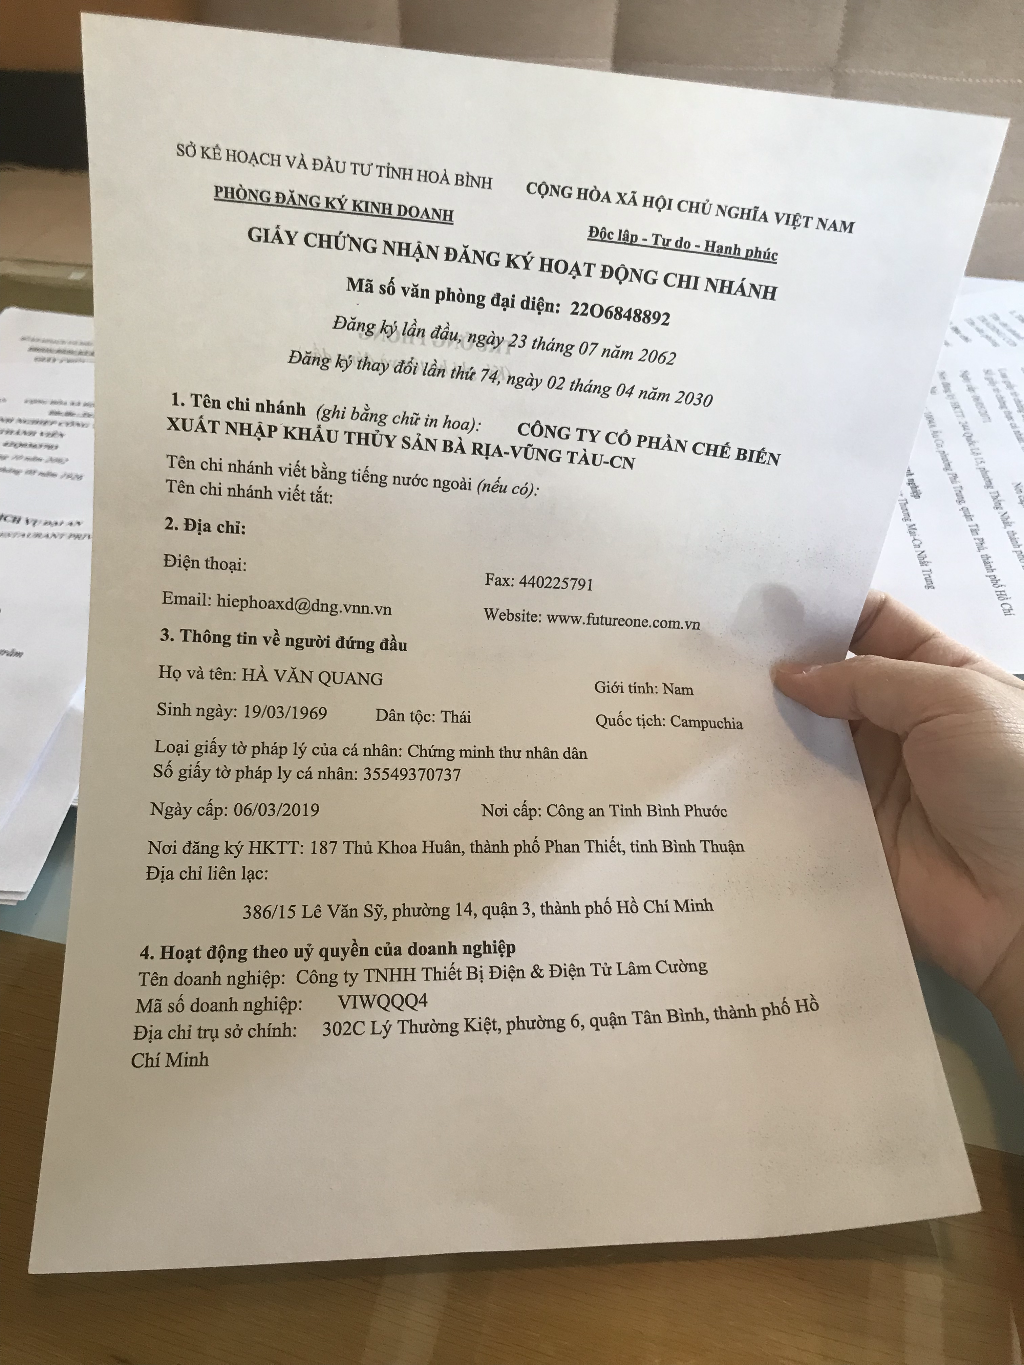 SỞ KẾ HOẠCH VÀ ĐẦU TƯ TỈNH HOÀ BÌNH
CỘNG HÒA XÃ HỘI CHỦ NGHĨA VIỆT NAM
PHÒNG ĐĂNG KÝ KINH DOANH
Độc lập - Tự do - Hạnh phúc
GIẤY CHỨNG NHẬN ĐĂNG KÝ HOẠT ĐỘNG CHI NHÁNH
Mã số văn phòng đại diện: 22O6848892
Đăng ký lần đầu, ngày 23 tháng 07 năm 2062
Đăng ký thay đổi lần thứ 74, ngày 02 tháng 04 năm 2030
1. Tên chi nhánh (ghi bằng chữ in hoa): CÔNG TY CỔ PHẦN CHẾ BIẾN
XUẤT NHẬP KHẨU THỦY SẢN BÀ RỊA-VŨNG TÀU-CN
Tên chi nhánh viết bằng tiếng nước ngoài (nếu có):
Tên chi nhánh viết tắt:
2. Địa chỉ:
Điện thoại:
Fax: 440225791
Email: hiephoaxd@dng.vnn.vn
Website: www.futureone.com.vn
3. Thông tin về người đứng đầu
Họ và tên: HÀ VĂN QUANG
Giới tính: Nam
Sinh ngày: 19/03/1969 Dân tộc: Thái Quốc tịch: Campuchia
Loại giấy tờ pháp lý của cá nhân: Chứng minh thư nhân dân
Số giấy tờ pháp ly cá nhân: 35549370737
Ngày cấp: 06/03/2019 Nơi cấp: Công an Tỉnh Bình Phước
Nơi đăng ký HKTT: 187 Thủ Khoa Huân, thành phố Phan Thiết, tỉnh Bình Thuận
Địa chỉ liên lạc:
386/15 Lê Văn Sỹ, phường 14, quận 3, thành phố Hồ Chí Minh
4. Hoạt động theo uỷ quyền của doanh nghiệp
Tên doanh nghiệp: Công ty TNHH Thiết Bị Điện & Điện Tử Lâm Cường
Mã số doanh nghiệp: VIWQQQ4
Địa chỉ trụ sở chính: 302C Lý Thường Kiệt, phường 6, quận Tân Bình, thành phố Hồ
Chí Minh